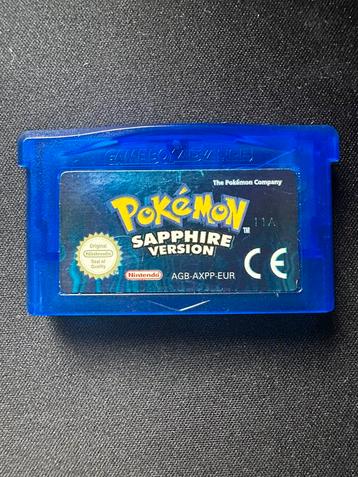 GAME BOY ADVANCE
The Pokémon Company
POKéMON
TM
11A
SAPPHIRE
VERSION
Original
Nintendo
Seal of
Quality
Nintendo
AGB-AXPP-EUR
CE